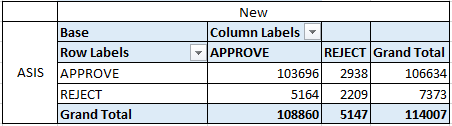 New
Base Column Labels
Row Labels APPROVE REJECT Grand Total
ASIS APPROVE 103696 2938 106634
REJECT 5164 2209 7373
Grand Total 108860 5147 114007